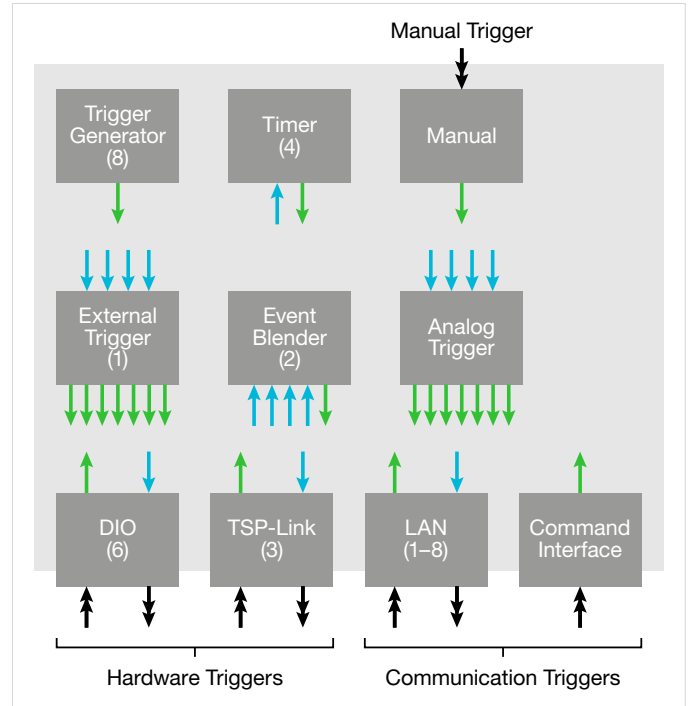 Manual Trigger
Trigger
Generator
(8)
Timer
(4)
Manual
External
Trigger
(1)
Event
Blender
(2)
Analog
Trigger
DIO
(6)
TSP-Link
(3)
LAN
(1–8)
Command
Interface
Hardware Triggers
Communication Triggers